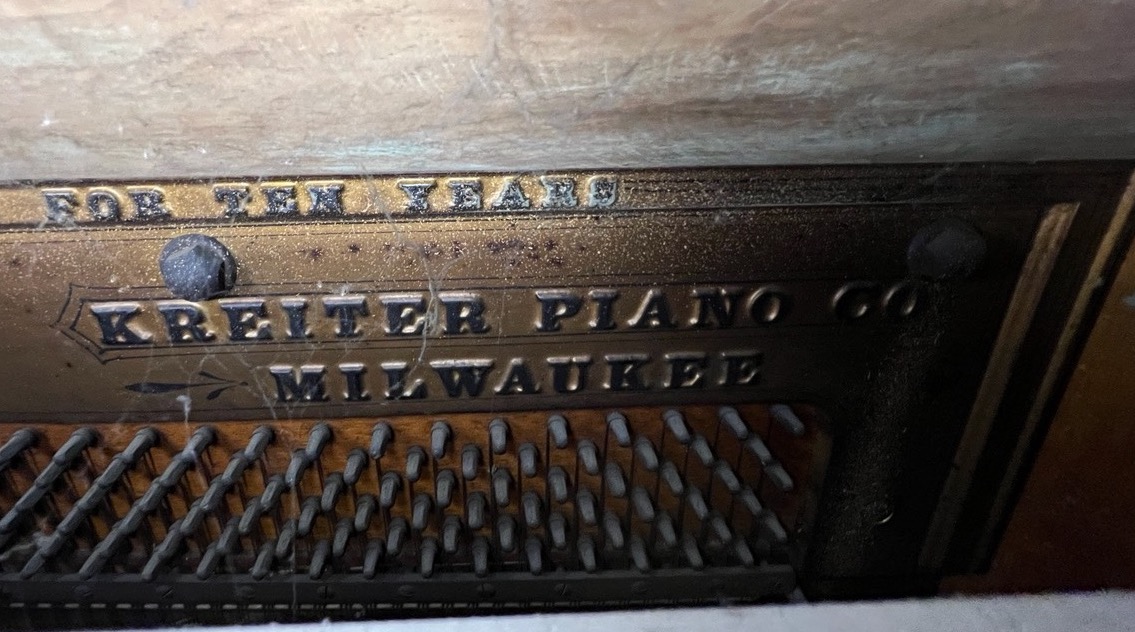 FOR TEN YEARS
KREITER PIANO CO
MILWAUKEE